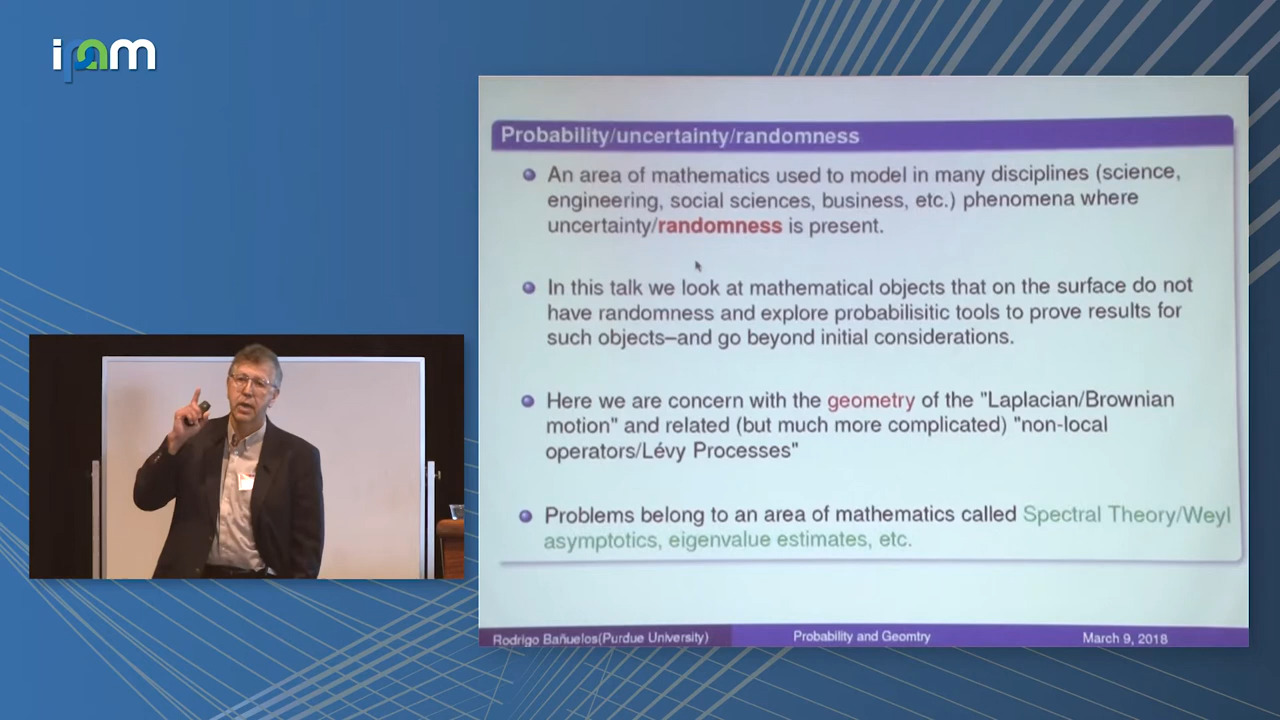 ipam
Probability/uncertainty/randomness
An area of mathematics used to model in many disciplines (science,
engineering, social sciences, business, etc.) phenomena where
uncertainty/randomness is present.
In this talk we look at mathematical objects that on the surface do not
have randomness and explore probabilisitic tools to prove results for
such objects–and go beyond initial considerations.
Here we are concern with the geometry of the "Laplacian/Brownian
motion" and related (but much more complicated) "non-local
operators/Lévy Processes"
Problems belong to an area of mathematics called Spectral Theory/Weyl
asymptotics, eigenvalue estimates, etc.
Rodrigo Bañuelos(Purdue University) Probability and Geomtry March 9, 2018